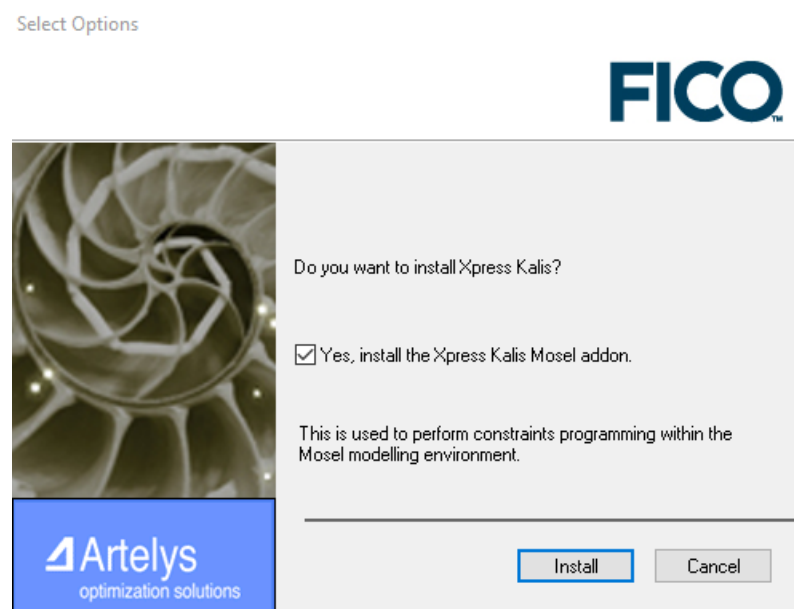 Select Options
FICO™
Do you want to install Xpress Kalis?
Yes, install the Xpress Kalis Mosel addon.
This is used to perform constraints programming within the
Mosel modelling environment.
Artelys
optimization solutions
Install
Cancel